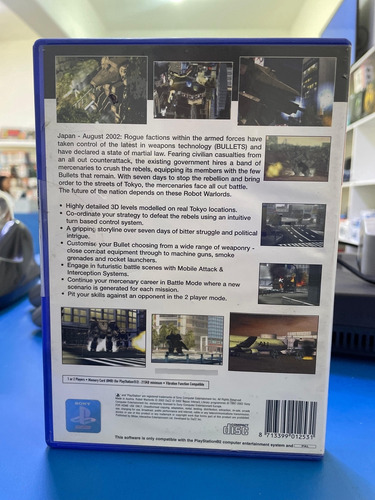 Japan - August 2002: Rogue factions within the armed forces have
taken control of the latest in weapons technology (BULLETS) and
have declared a state of martial law. Fearing civilian casualties from
an all out counterattack, the existing government hires a band of
mercenaries to crush the rebels, equipping its members with the few
Bullets that remain. With seven days to stop the rebellion and bring
order to the streets of Tokyo, the mercenaries face all out battle.
The future of the nation depends on these Robot Warlords.
• Highly detailed 3D levels modelled on real Tokyo locations.
• Co-ordinate your strategy to defeat the rebels using an intuitive
turn based control system.
• A gripping storyline over seven days of bitter struggle and political
intrigue.
• Customise your Bullet choosing from a wide range of weaponry -
close combat equipment through to machine guns, smoke
grenades and rocket launchers.
• Engage in futuristic battle scenes with Mobile Attack &
Interception Systems.
• Continue your mercenary career in Battle Mode where a new
scenario is generated for each mission.
• Pit your skills against an opponent in the 2 player mode.
SONY
8 713399 012531
This software is only compatible with the PlayStation®2 computer entertainment system and
PAL